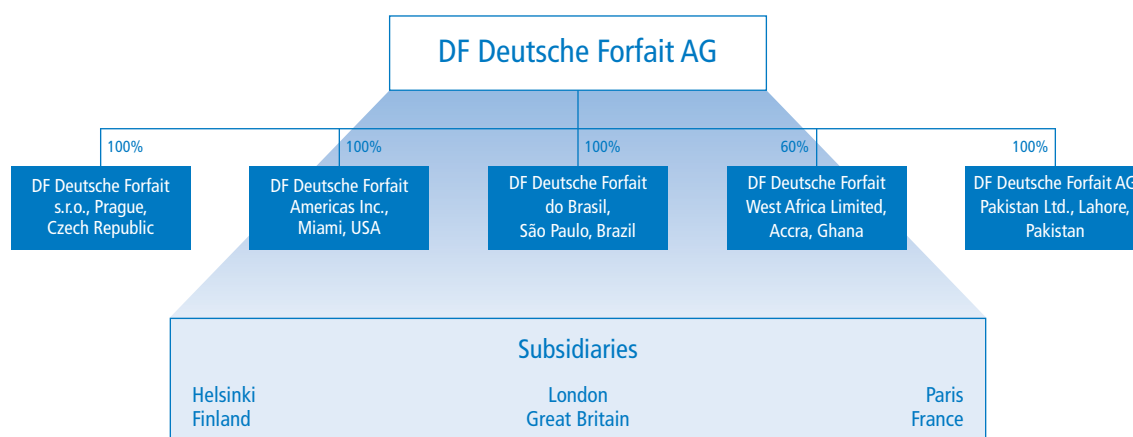 DF Deutsche Forfait AG
100%
100%
100%
60%
100%
DF Deutsche Forfait
s.r.o., Prague,
Czech Republic
DF Deutsche Forfait
Americas Inc.,
Miami, USA
DF Deutsche Forfait
do Brasil,
São Paulo, Brazil
DF Deutsche Forfait
West Africa Limited,
Accra, Ghana
DF Deutsche Forfait AG
Pakistan Ltd., Lahore,
Pakistan
Subsidiaries
Helsinki
Finland
London
Great Britain
Paris
France